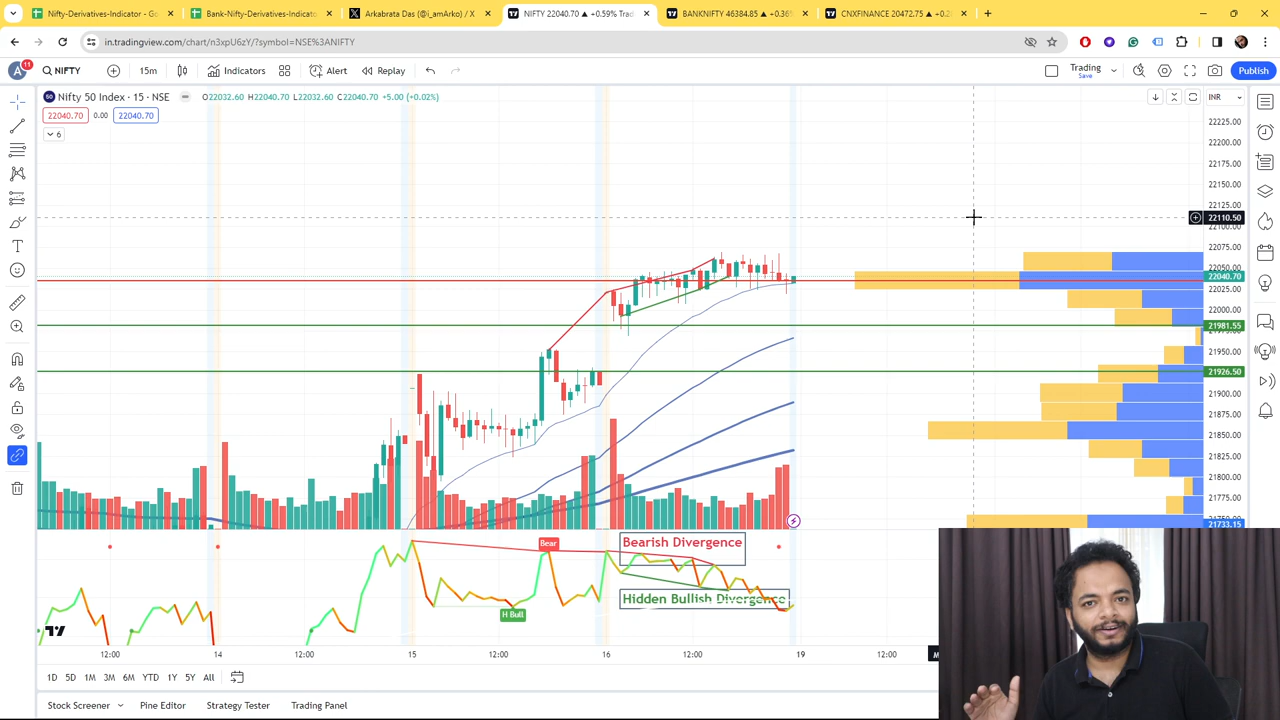 Nifty-Derivatives-Indicator - Go
Bank-Nifty-Derivatives-Indicato
Arkabrata Das (@i_amArko) / X
NIFTY 22040.70 ▲ +0.59% Trad
BANKNIFTY 46384.85 ▲ +0.36%
CNXFINANCE 20472.75 ▲ +0.2
in.tradingview.com/chart/n3xpU6zY/?symbol=NSE%3ANIFTY
A 11
NIFTY
15m
Indicators
Alert
Replay
Trading
Save
Publish
50 Nifty 50 Index · 15 · NSE
O22032.60 H22040.70 L22032.60 C22040.70 +5.00 (+0.02%)
INR
22040.70 0.00 22040.70
6
22225.00
22200.00
22175.00
22150.00
22125.00
22110.50
22100.00
22075.00
22050.00
22040.70
22025.00
22000.00
21981.55
21950.00
21926.50
21900.00
21875.00
21850.00
21825.00
21800.00
21775.00
21733.15
Bear
Bearish Divergence
Hidden Bullish Divergence
H Bull
12:00 14 12:00 15 12:00 16 12:00 19 12:00
1D 5D 1M 3M 6M YTD 1Y 5Y All
Stock Screener Pine Editor Strategy Tester Trading Panel